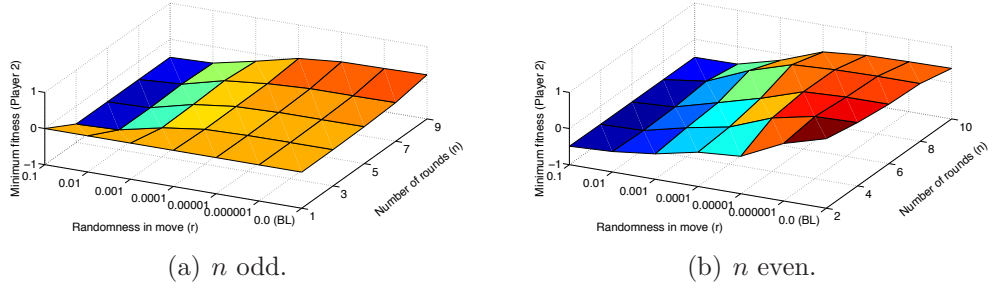 Minimum fitness (Player 2)
1
0
−1
0.1
0.01
0.001
0.0001
0.00001
0.000001
0.0 (BL)
Randomness in move (r)
1
3
5
7
9
Number of rounds (n)
(a) n odd.
Minimum fitness (Player 2)
1
0
−1
0.1
0.01
0.001
0.0001
0.00001
0.000001
0.0 (BL)
Randomness in move (r)
2
4
6
8
10
Number of rounds (n)
(b) n even.